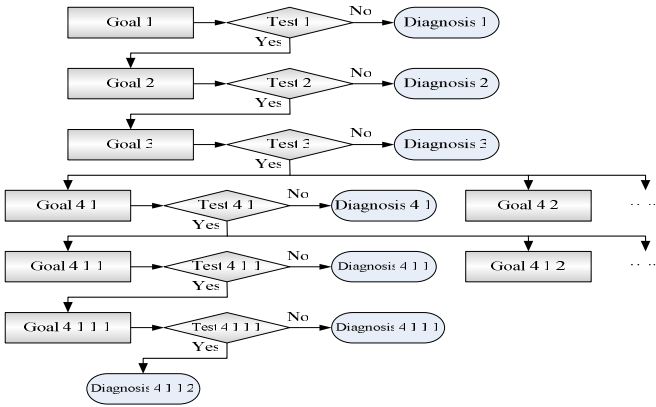 Goal 1 Test 1 No Diagnosis 1
Yes
Goal 2 Test 2 No Diagnosis 2
Yes
Goal 3 Test 3 No Diagnosis 3
Yes
Goal 4 1 Test 4 1 No Diagnosis 4 1 Goal 4 2 .. ..
Yes
Goal 4 1 1 Test 4 1 1 No Diagnosis 4 1 1 Goal 4 1 2 .. ..
Yes
Goal 4 1 1 1 Test 4 1 1 1 No Diagnosis 4 1 1 1
Yes
Diagnosis 4 1 1 2